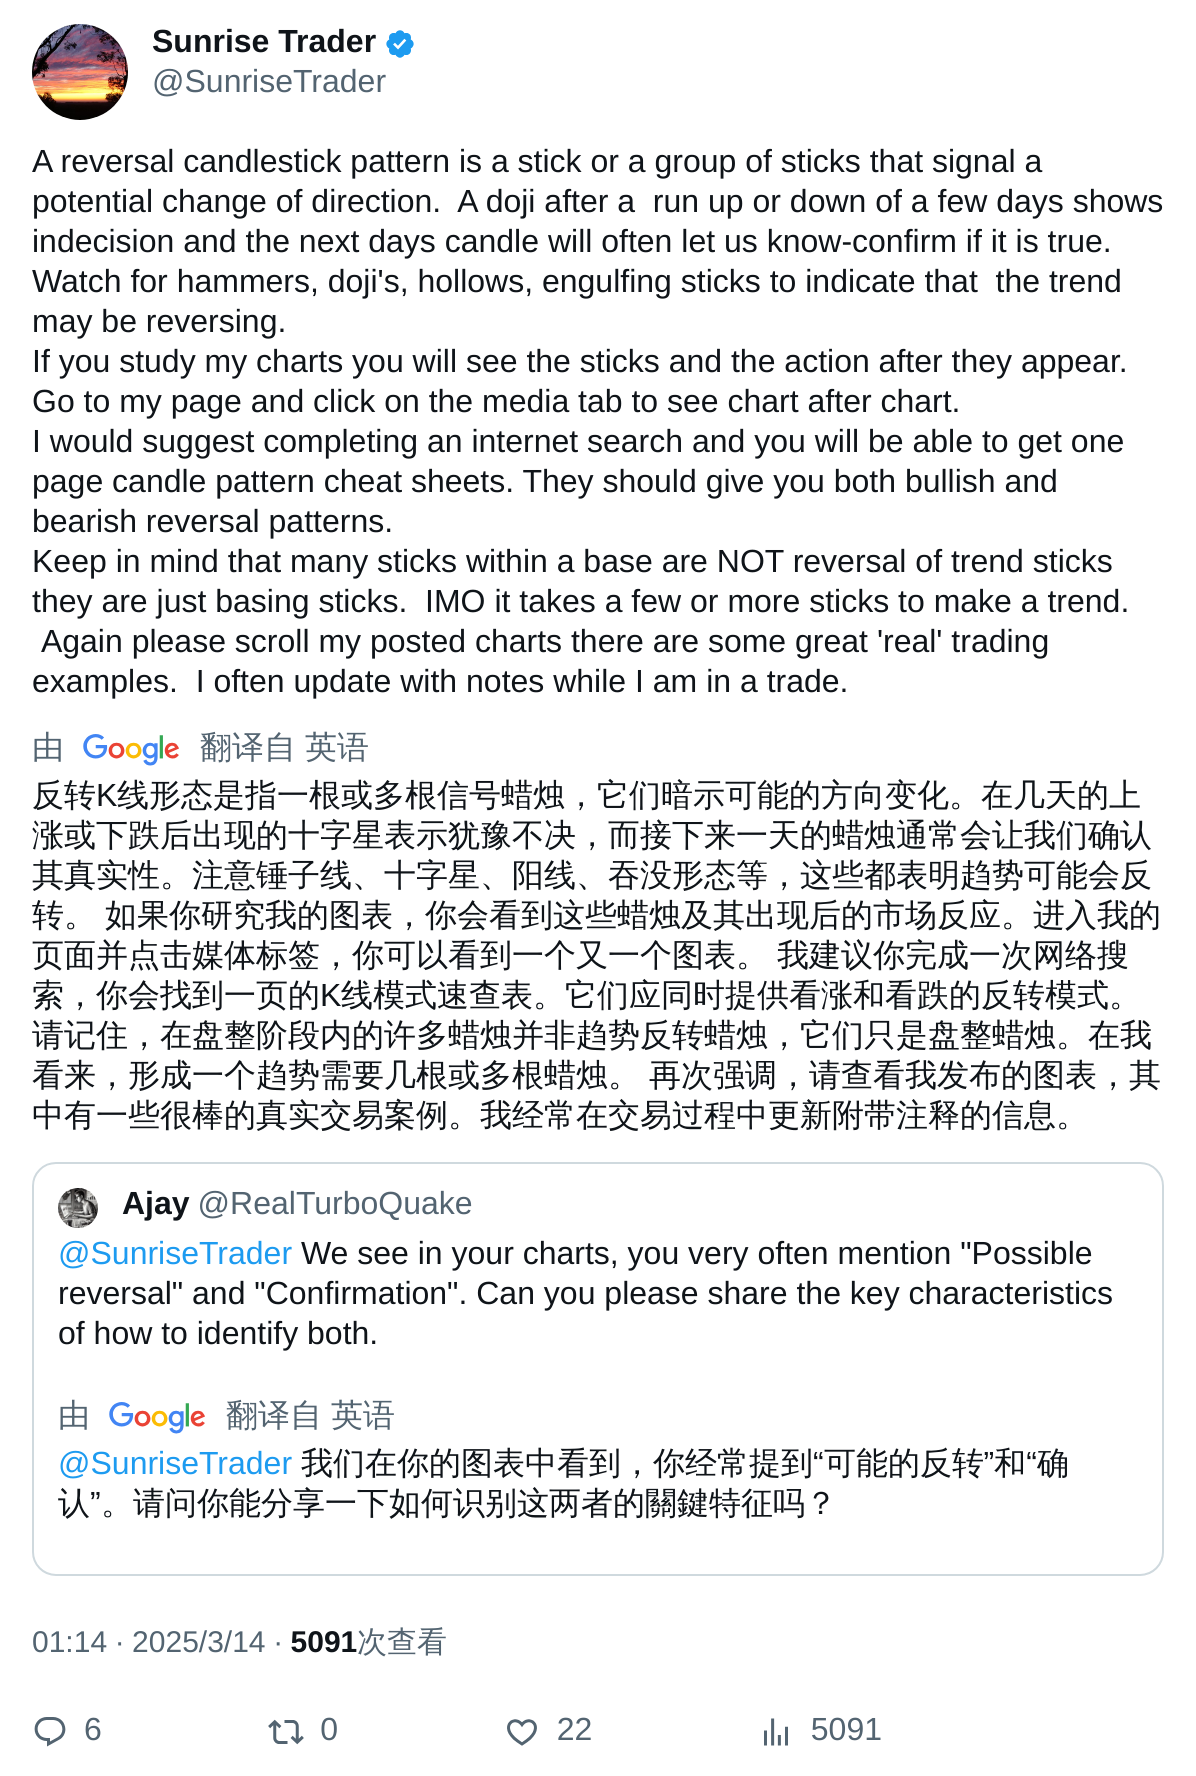 Sunrise Trader
@SunriseTrader
A reversal candlestick pattern is a stick or a group of sticks that signal a
potential change of direction.  A doji after a  run up or down of a few days shows
indecision and the next days candle will often let us know-confirm if it is true.
Watch for hammers, doji's, hollows, engulfing sticks to indicate that  the trend
may be reversing.
If you study my charts you will see the sticks and the action after they appear.
Go to my page and click on the media tab to see chart after chart.
I would suggest completing an internet search and you will be able to get one
page candle pattern cheat sheets. They should give you both bullish and
bearish reversal patterns.
Keep in mind that many sticks within a base are NOT reversal of trend sticks
they are just basing sticks.  IMO it takes a few or more sticks to make a trend.
 Again please scroll my posted charts there are some great 'real' trading
examples.  I often update with notes while I am in a trade.
由 Google 翻译自 英语
反转K线形态是指一根或多根信号蜡烛，它们暗示可能的方向变化。在几天的上
涨或下跌后出现的十字星表示犹豫不决，而接下来一天的蜡烛通常会让我们确认
其真实性。注意锤子线、十字星、阳线、吞没形态等，这些都表明趋势可能会反
转。 如果你研究我的图表，你会看到这些蜡烛及其出现后的市场反应。进入我的
页面并点击媒体标签，你可以看到一个又一个图表。 我建议你完成一次网络搜
索，你会找到一页的K线模式速查表。它们应同时提供看涨和看跌的反转模式。
请记住，在盘整阶段内的许多蜡烛并非趋势反转蜡烛，它们只是盘整蜡烛。在我
看来，形成一个趋势需要几根或多根蜡烛。 再次强调，请查看我发布的图表，其
中有一些很棒的真实交易案例。我经常在交易过程中更新附带注释的信息。
Ajay @RealTurboQuake
@SunriseTrader We see in your charts, you very often mention "Possible
reversal" and "Confirmation". Can you please share the key characteristics
of how to identify both.
由 Google 翻译自 英语
@SunriseTrader 我们在你的图表中看到，你经常提到“可能的反转”和“确
认”。请问你能分享一下如何识别这两者的關鍵特征吗？
01:14 · 2025/3/14 · 5091次查看
6 0 22 5091